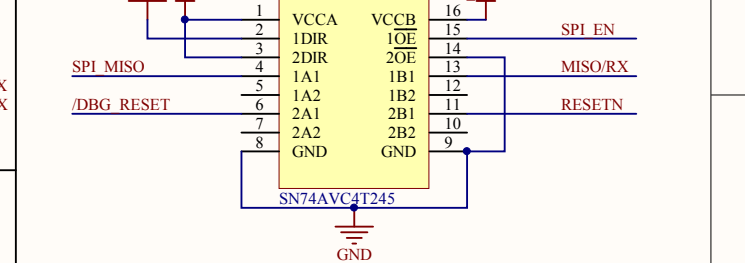 1 VCCA VCCB 16
2 1DIR 1OE 15 SPI_EN
3 2DIR 2OE 14
SPI_MISO 4 1A1 1B1 13 MISO/RX
5 1A2 1B2 12
/DBG_RESET 6 2A1 2B1 11 RESETN
7 2A2 2B2 10
8 GND GND 9
SN74AVC4T245
GND
X
X